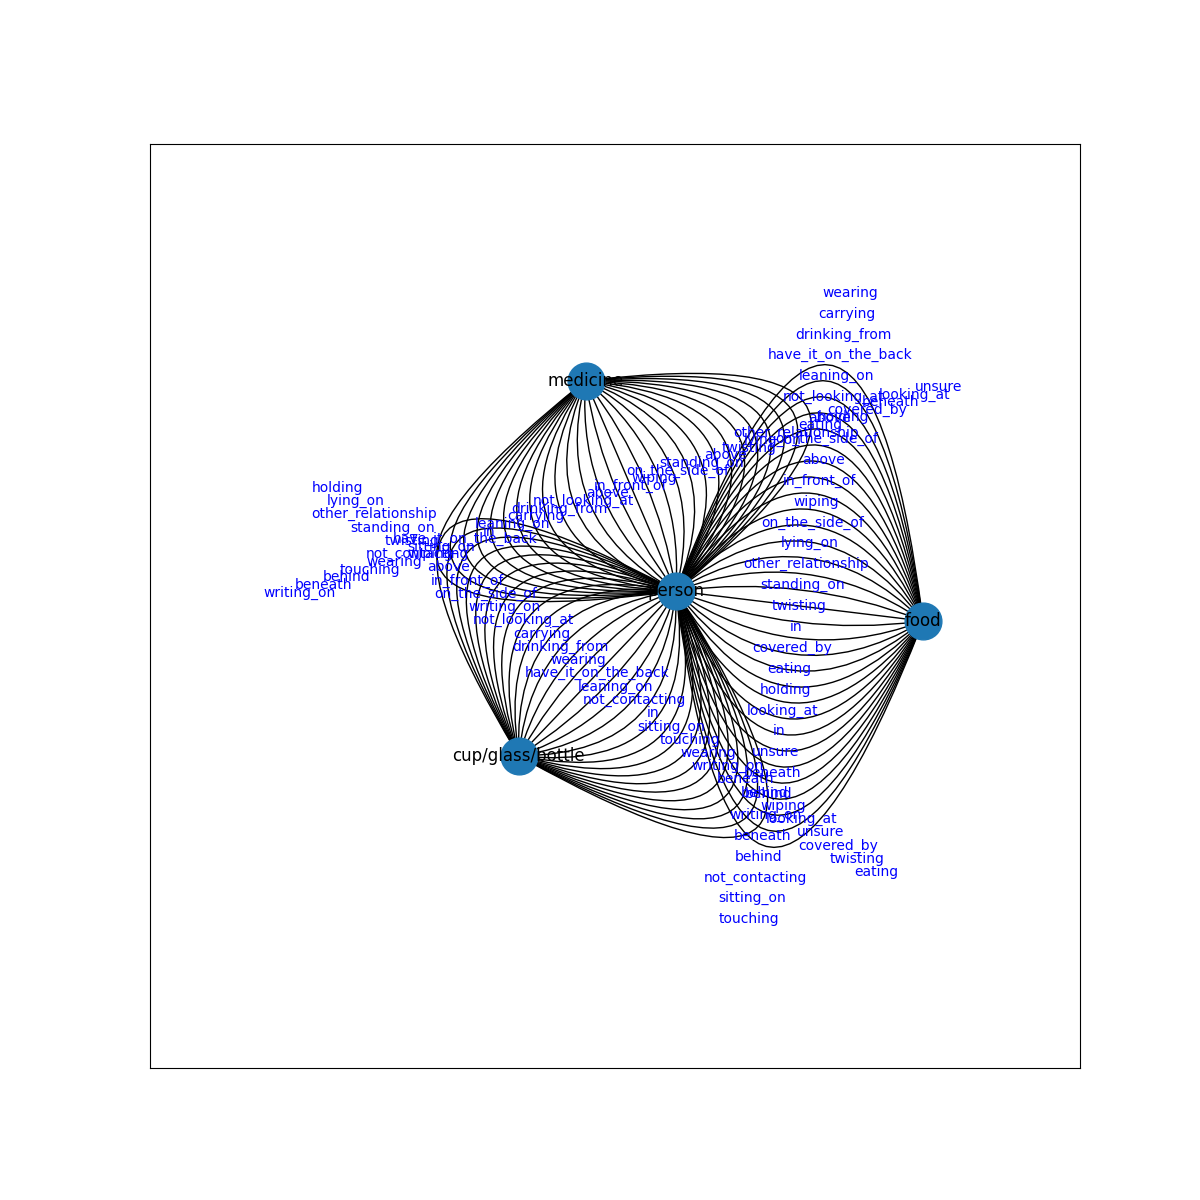 wearing
carrying
drinking_from
have_it_on_the_back
leaning_on
medicine
unsure
looking_at
not_looking_at
beneath
covered_by
eating
other_relationship
on_the_side_of
twisting
above
standing_on
above
on_the_side_of
wiping
in_front_of
in_front_of
above
not_looking_at
wiping
drinking_from
carrying
leaning_on
on_the_side_of
in
holding
lying_on
other_relationship
standing_on
have_it_on_the_back
twisting
sitting_on
not_contacting
wearing
above
touching
behind
in_front_of
beneath
writing_on
on_the_side_of
lying_on
other_relationship
standing_on
person
twisting
writing_on
not_looking_at
food
in
carrying
drinking_from
covered_by
wearing
eating
have_it_on_the_back
leaning_on
holding
not_contacting
looking_at
in
sitting_on
in
touching
wearing
unsure
cup/glass/bottle
writing_on
beneath
beneath
behind
wiping
writing_on
looking_at
unsure
beneath
covered_by
behind
twisting
eating
not_contacting
sitting_on
touching